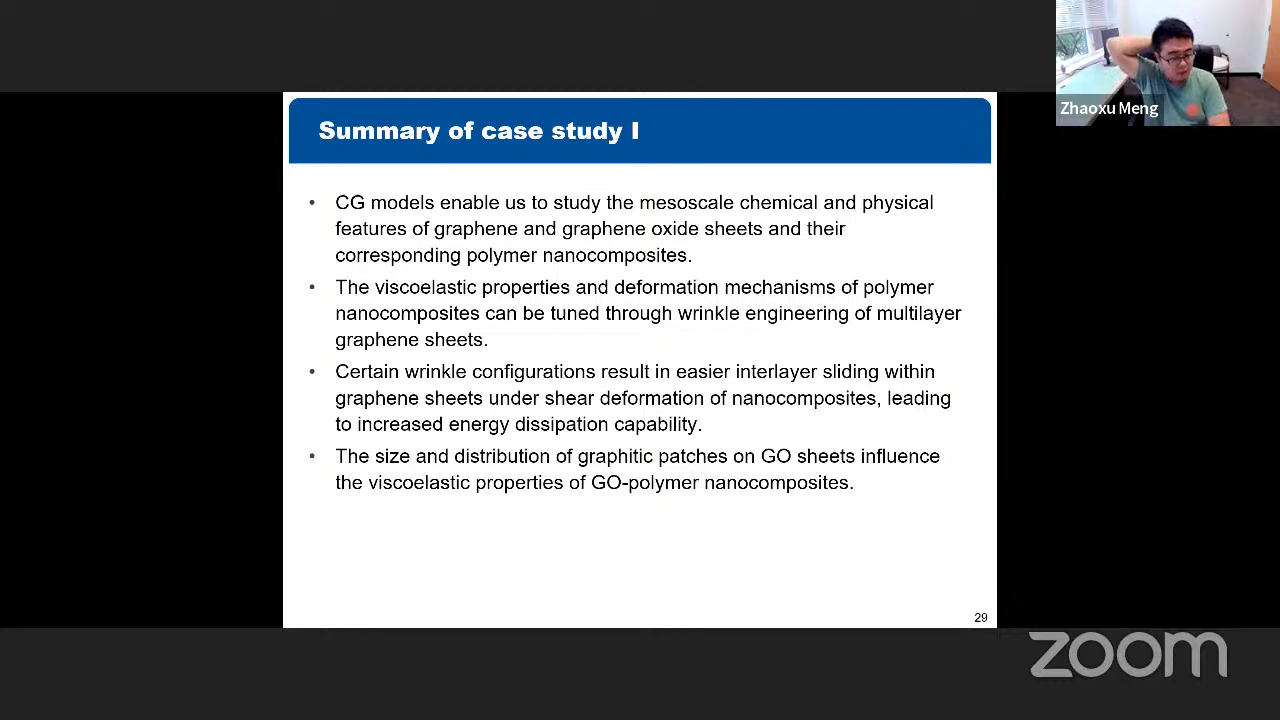 Zhaoxu Meng
Summary of case study I
• CG models enable us to study the mesoscale chemical and physical
features of graphene and graphene oxide sheets and their
corresponding polymer nanocomposites.
• The viscoelastic properties and deformation mechanisms of polymer
nanocomposites can be tuned through wrinkle engineering of multilayer
graphene sheets.
• Certain wrinkle configurations result in easier interlayer sliding within
graphene sheets under shear deformation of nanocomposites, leading
to increased energy dissipation capability.
• The size and distribution of graphitic patches on GO sheets influence
the viscoelastic properties of GO-polymer nanocomposites.
29
zoom